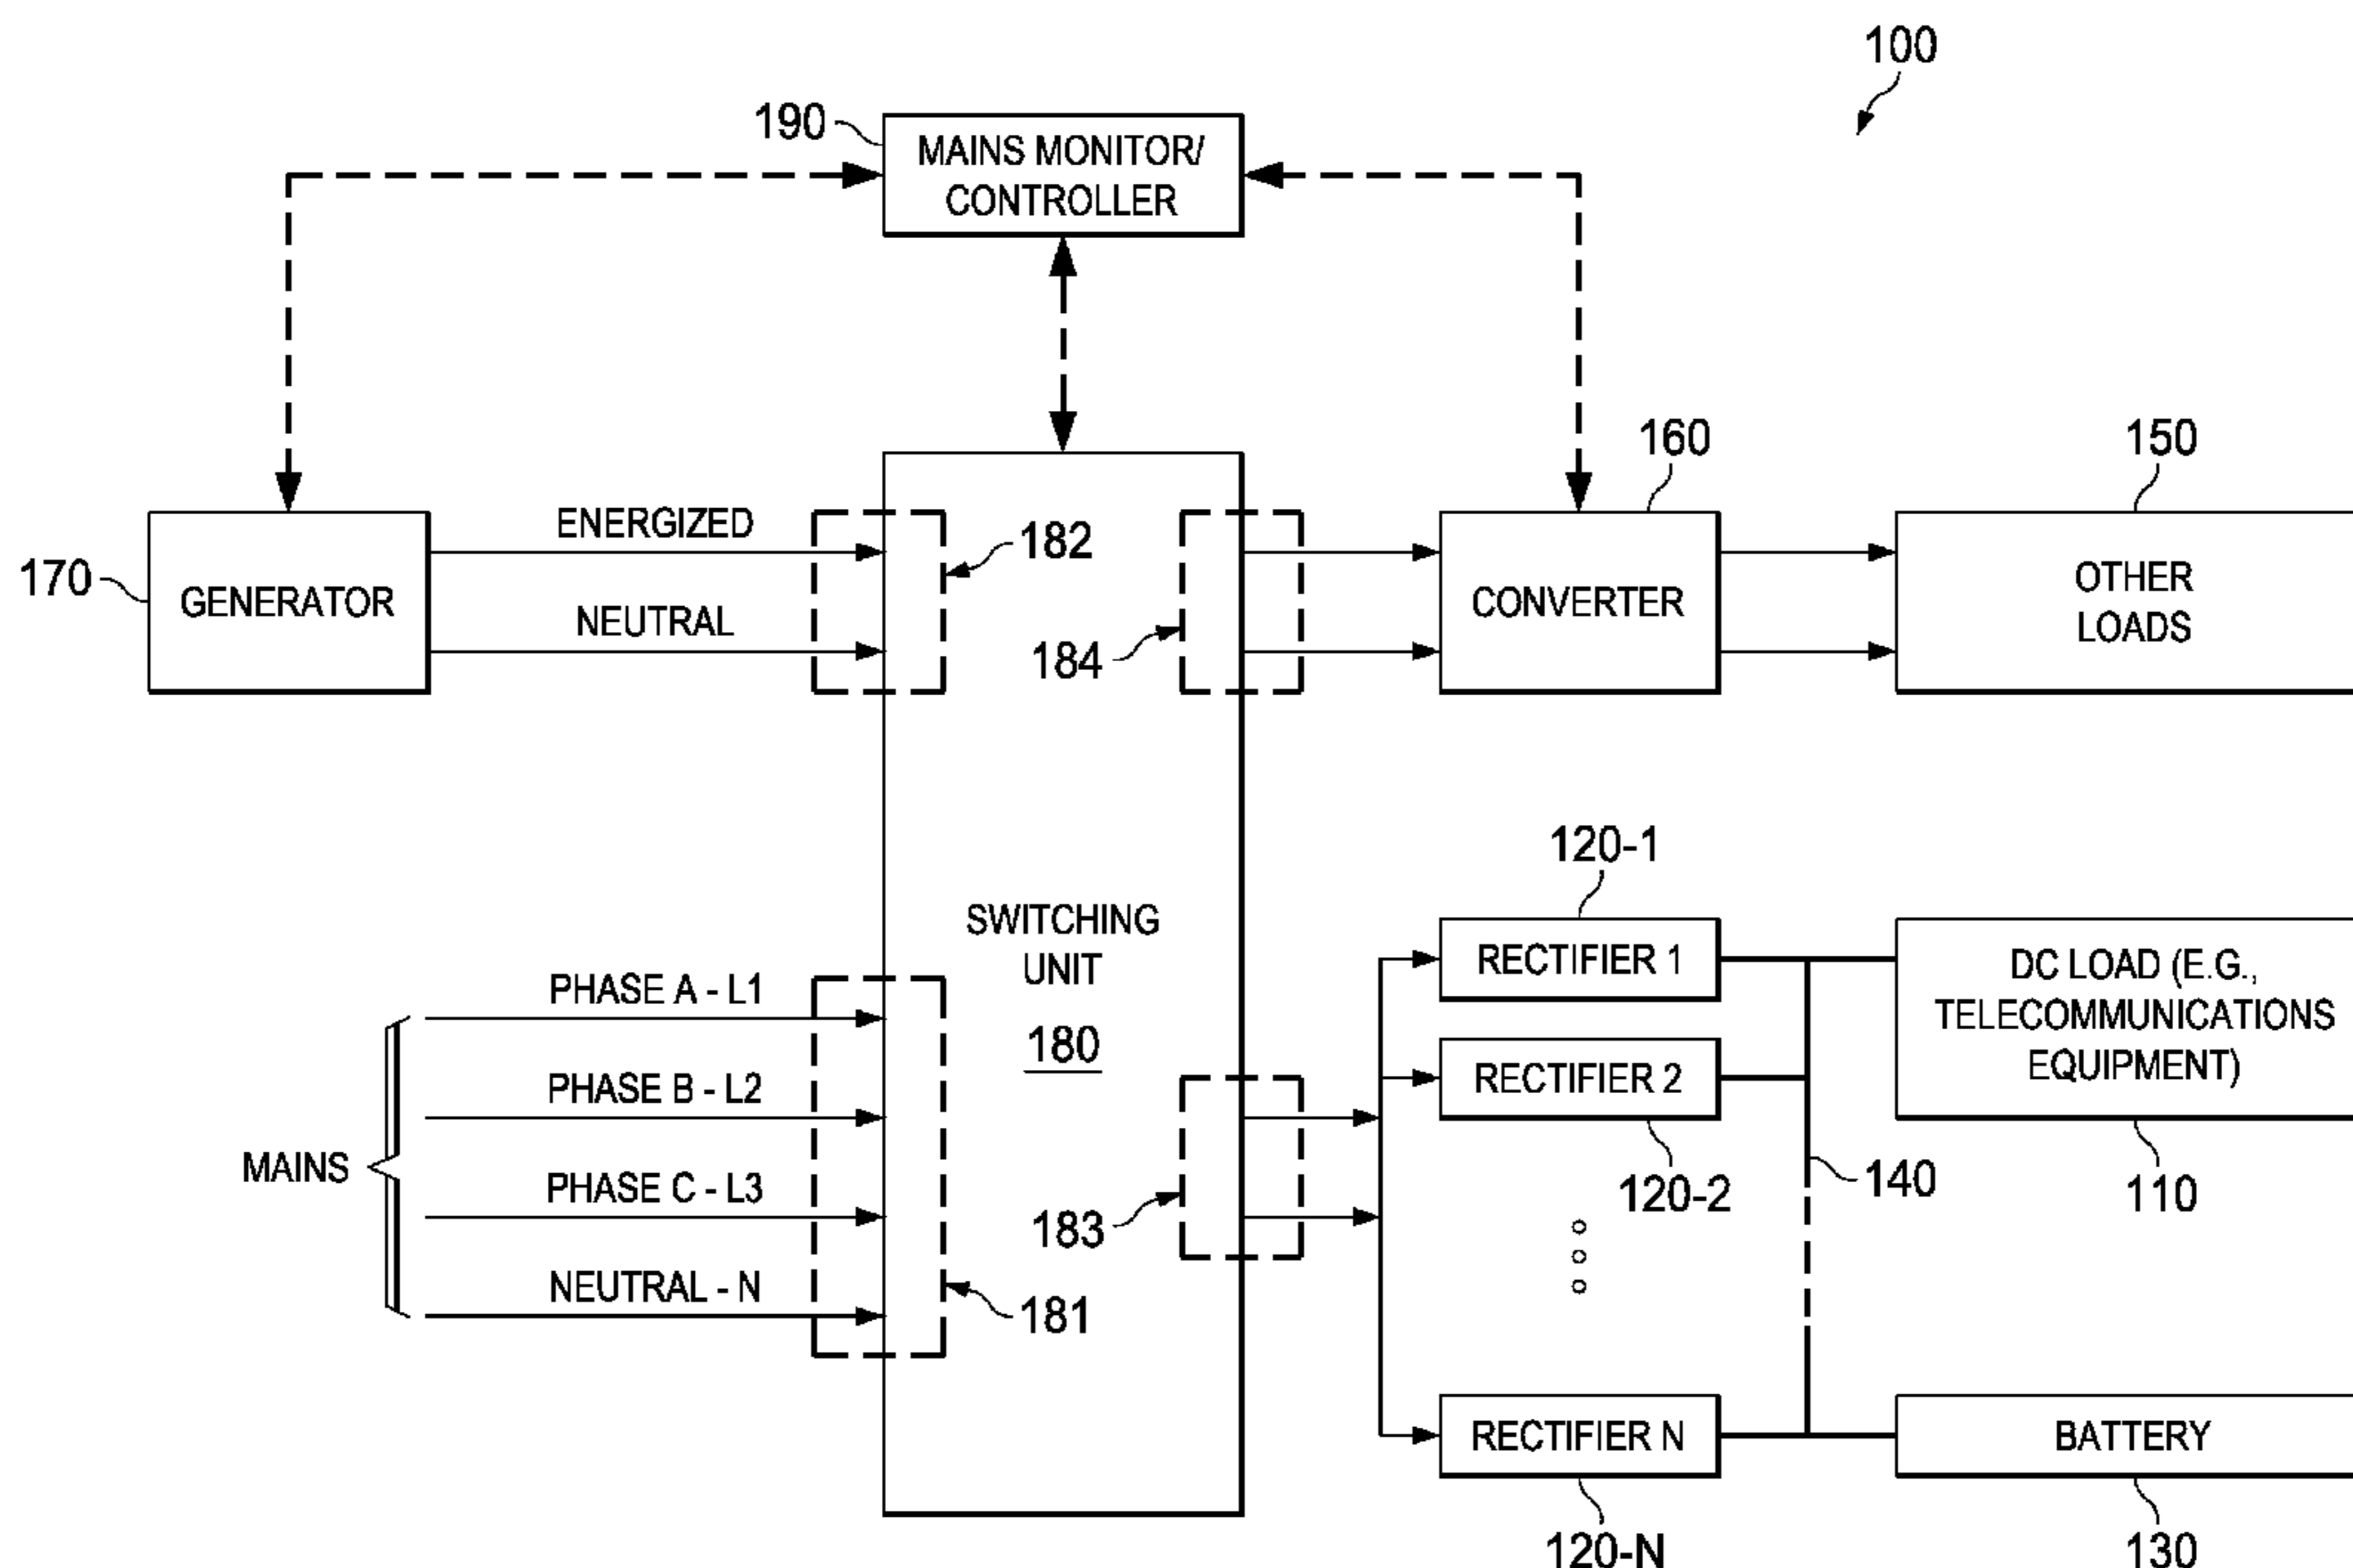 100
190
MAINS MONITOR/
CONTROLLER
160
150
170
GENERATOR
ENERGIZED
NEUTRAL
182
184
CONVERTER
OTHER
LOADS
SWITCHING
UNIT
180
MAINS
PHASE A - L1
PHASE B - L2
PHASE C - L3
NEUTRAL - N
181
183
120-1
RECTIFIER 1
RECTIFIER 2
120-2
RECTIFIER N
120-N
140
DC LOAD (E.G.,
TELECOMMUNICATIONS
EQUIPMENT)
110
BATTERY
130